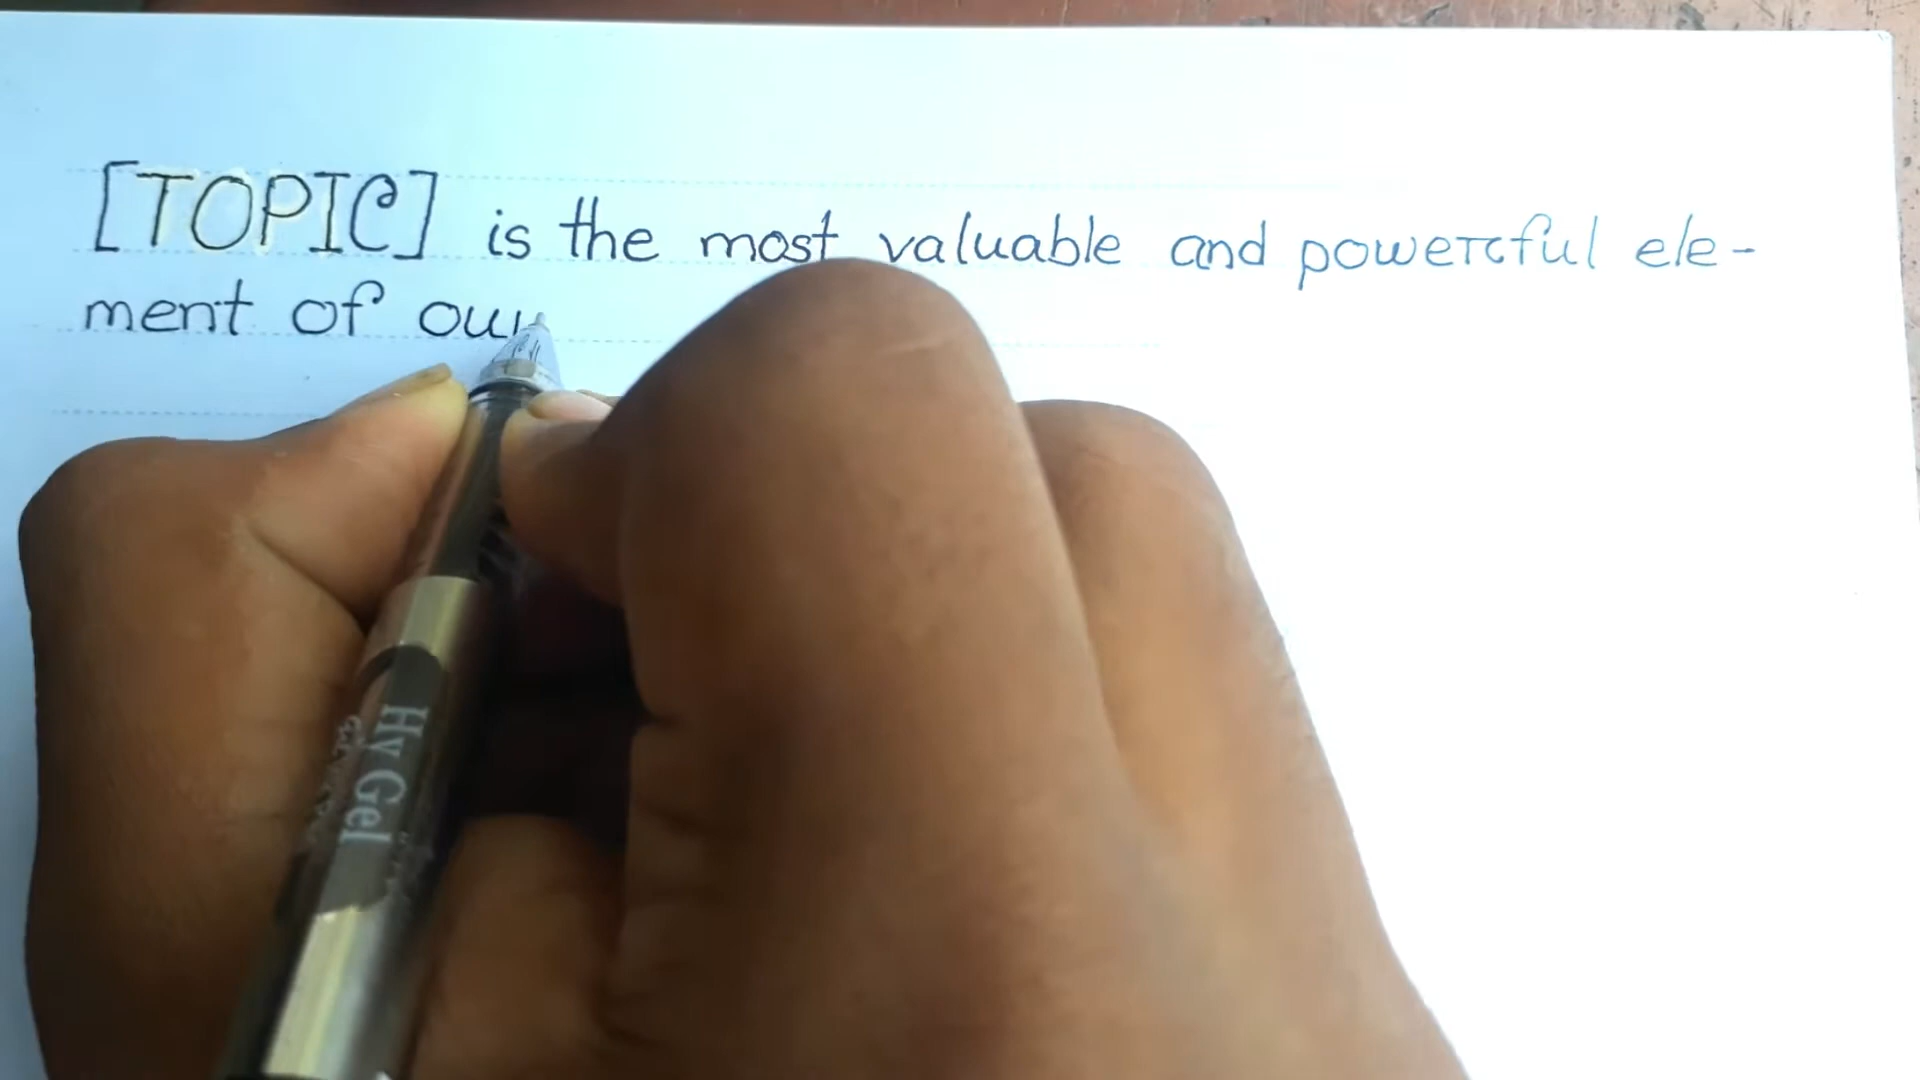 [TOPIC] is the most valuable and powerful ele-
ment of our
Hy Gel